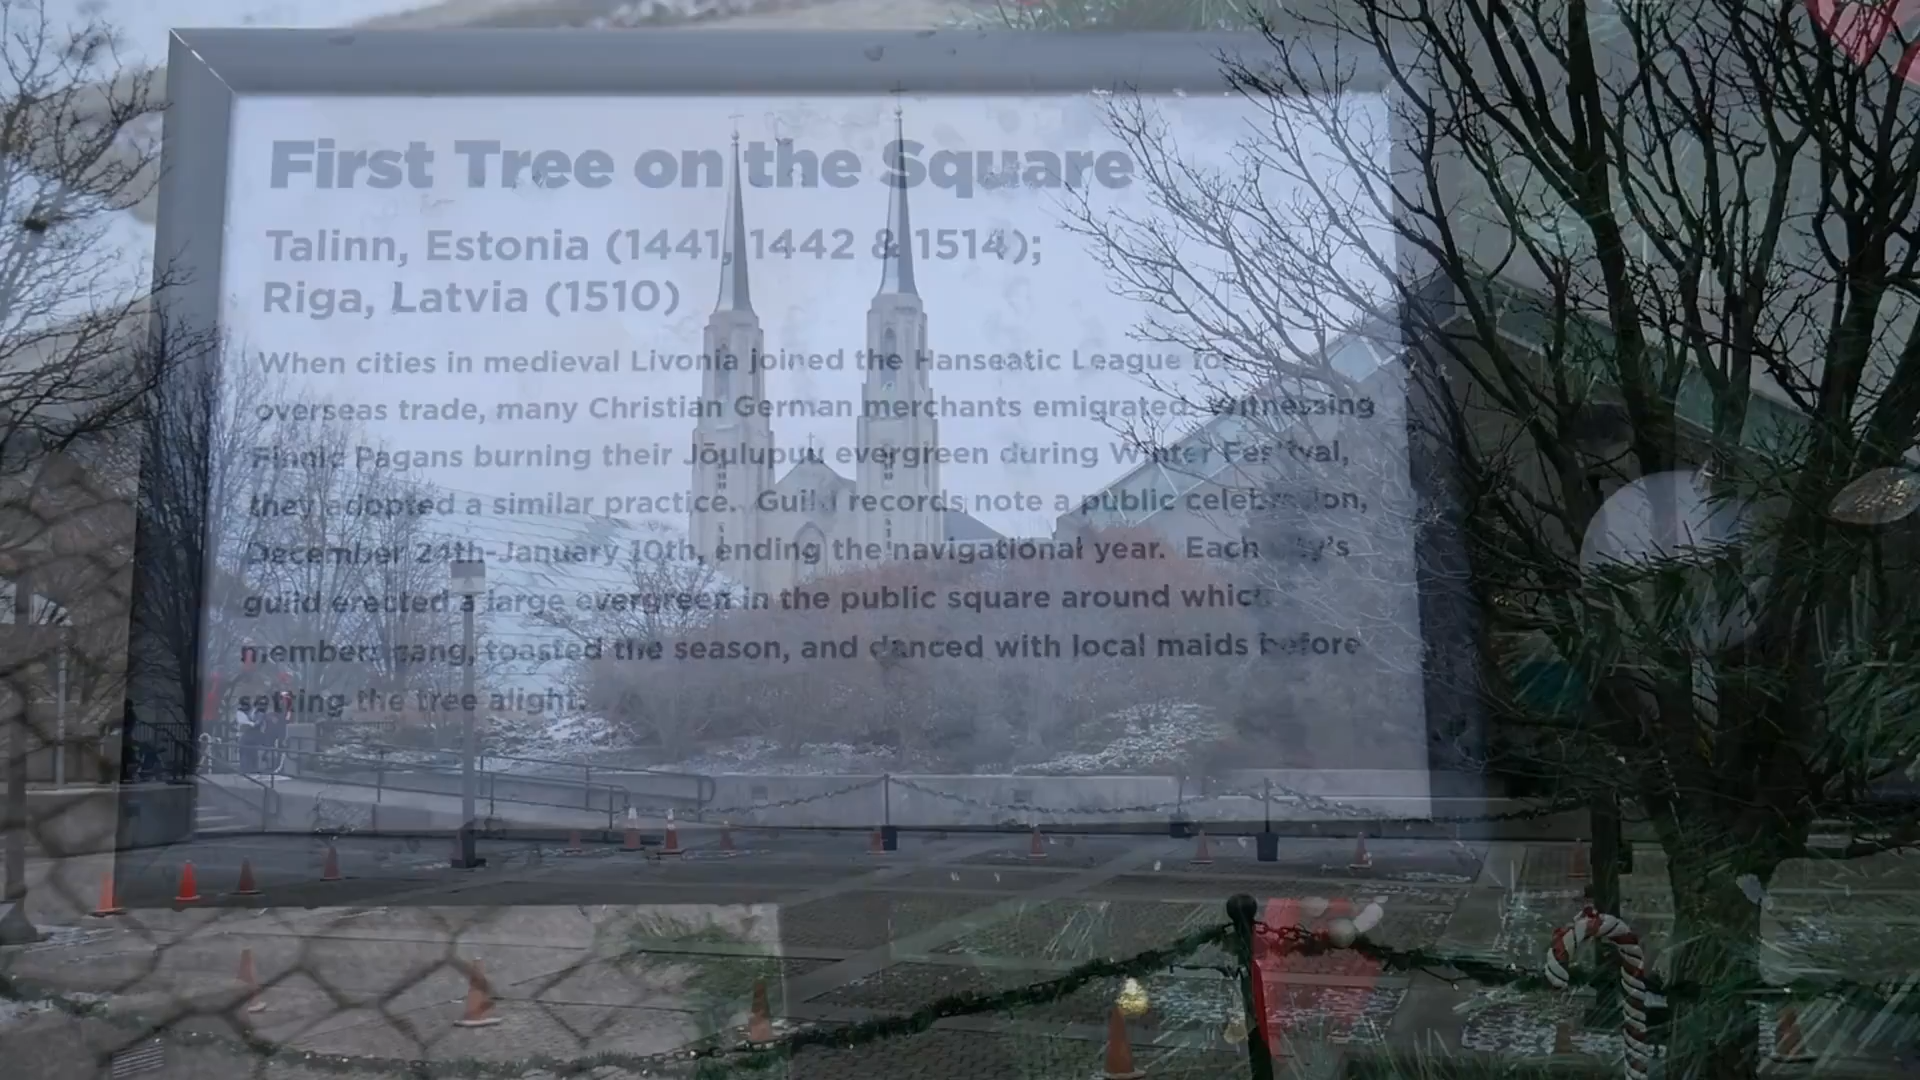 First Tree on the Square
Talinn, Estonia (1441, 1442 & 1514);
Riga, Latvia (1510)
When cities in medieval Livonia joined the Hanseatic League for
overseas trade, many Christian German merchants emigrated. Witnessing
Finnic Pagans burning their Jõulupuu evergreen during Winter Festival,
they adopted a similar practice. Guild records note a public celebration,
December 24th-January 10th, ending the navigational year. Each city's
guild erected a large evergreen in the public square around which
members sang, toasted the season, and danced with local maids before
setting the tree alight.